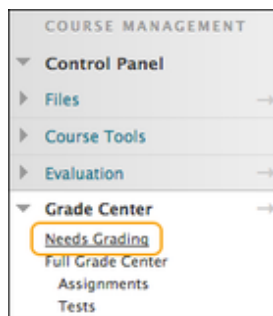 COURSE MANAGEMENT
Control Panel
Files
Course Tools
Evaluation
Grade Center
Needs Grading
Full Grade Center
Assignments
Tests